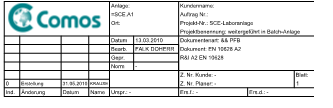 Comos
Anlage:
=SCE.A1
Ort:
Kundenname:
Auftrag Nr.:
Projekt-Nr.: SCE-Laboranlage
Projektbenennung: weitergeführt in Batch-Anlage
Datum 13.03.2010 Dokumentenart: && PFB
Bearb. FALK DOHERR Dokument: EN 10628 A2
Gepr. R&I A2 EN 10628
Norm -
Z. Nr. Kunde: - Blatt:
0 Erstellung 31.05.2010 KRAUSE Z. Nr. Planer: - 1
Ind. Änderung Datum Name Urspr.: - Ers.f.: - Ers.d.: -